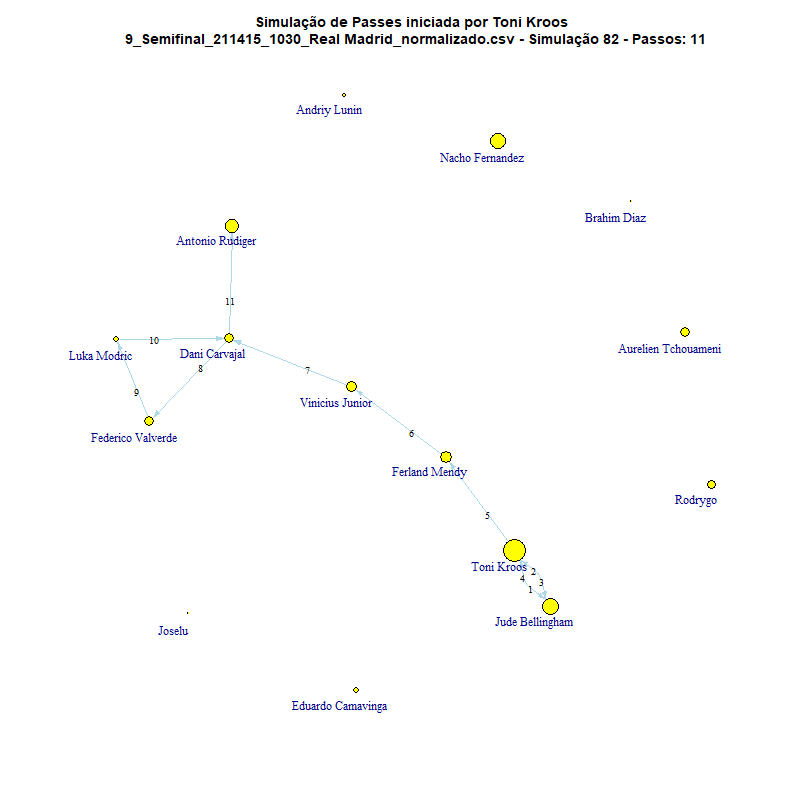 Simulação de Passes iniciada por Toni Kroos
9_Semifinal_211415_1030_Real Madrid_normalizado.csv - Simulação 82 - Passos: 11
Andriy Lunin
Nacho Fernandez
Brahim Diaz
Antonio Rudiger
11
Luka Modric
10
Dani Carvajal
Aurelien Tchouameni
8
7
9
Vinicius Junior
Federico Valverde
6
Ferland Mendy
Rodrygo
5
Toni Kroos
2
4
3
1
Jude Bellingham
Joselu
Eduardo Camavinga